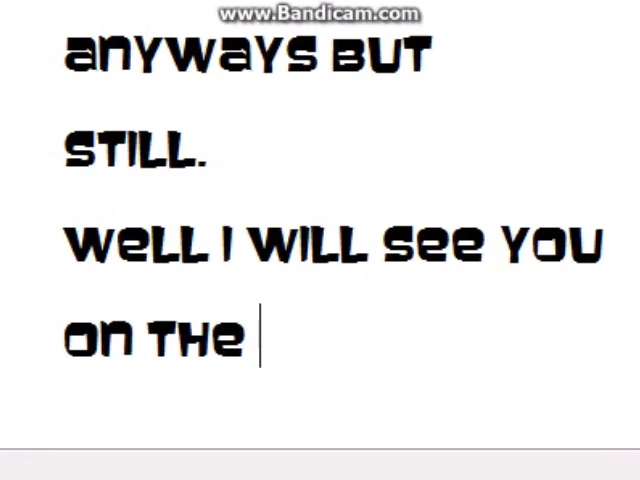 www.Bandicam.com
anyways but
still.
well i will see you
on the